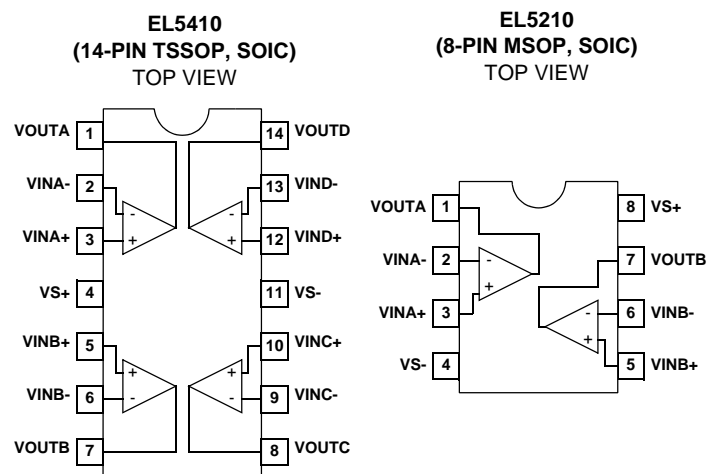 EL5410
(14-PIN TSSOP, SOIC)
TOP VIEW
VOUTA 1 14 VOUTD
VINA- 2 - - 13 VIND-
VINA+ 3 + + 12 VIND+
VS+ 4 11 VS-
VINB+ 5 + + 10 VINC+
VINB- 6 - - 9 VINC-
VOUTB 7 8 VOUTC
EL5210
(8-PIN MSOP, SOIC)
TOP VIEW
VOUTA 1 8 VS+
VINA- 2 - 7 VOUTB
VINA+ 3 + - 6 VINB-
VS- 4 + 5 VINB+